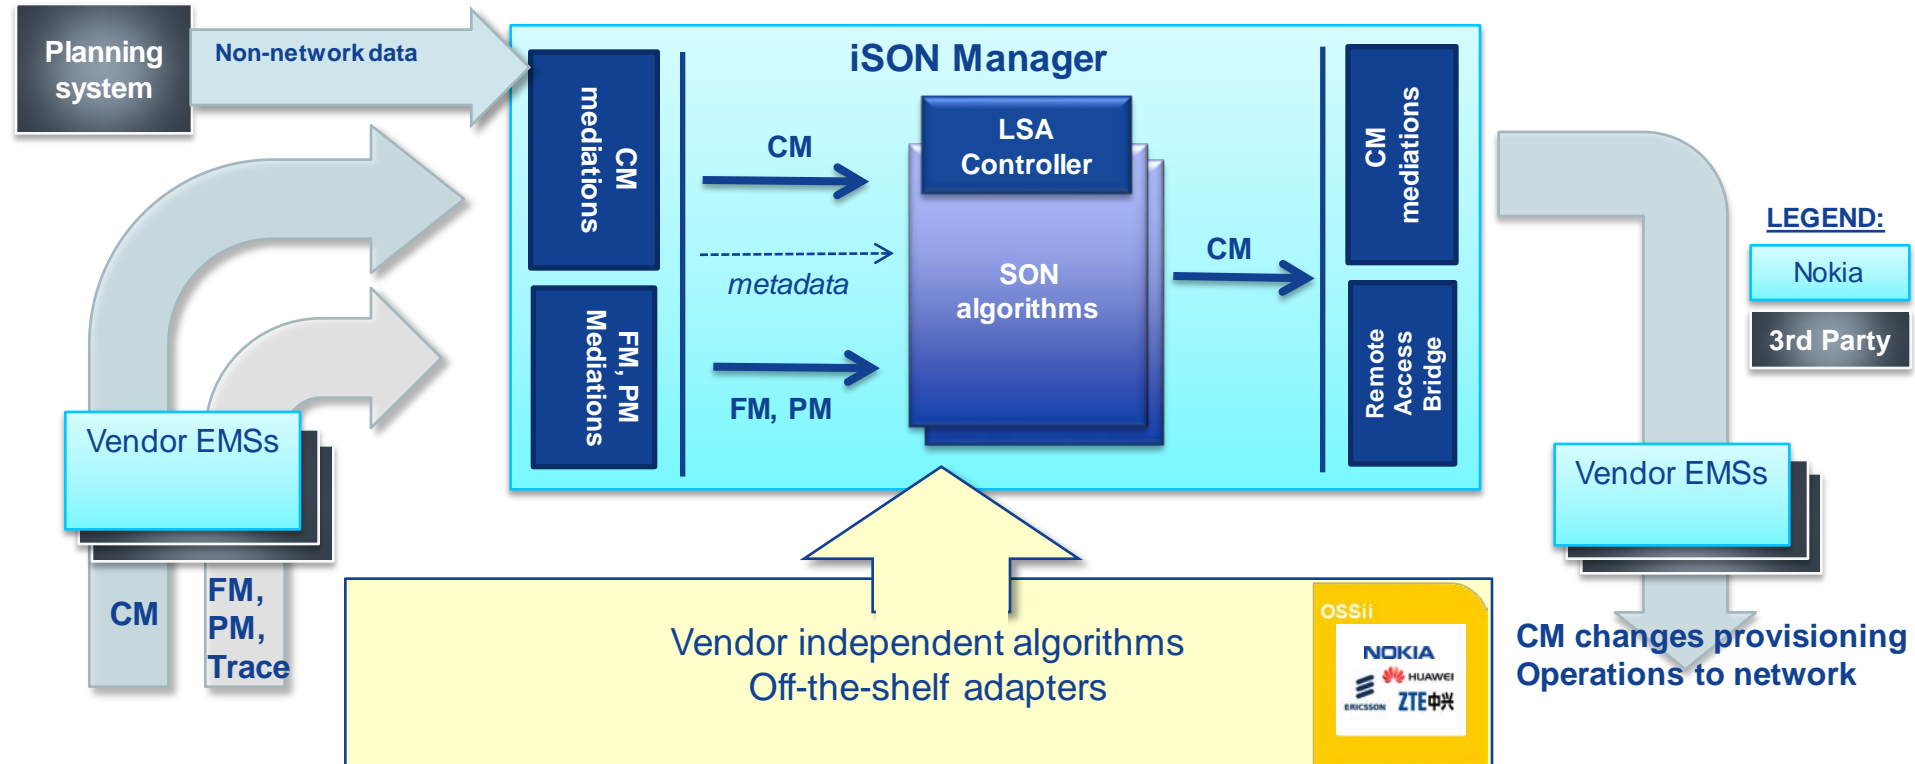 Planning
system
Non-network data
iSON Manager
CM
mediations
FM, PM
Mediations
CM
metadata
FM, PM
LSA
Controller
SON
algorithms
CM
CM
mediations
Remote
Access
Bridge
LEGEND:
Nokia
3rd Party
Vendor EMSs
CM
FM,
PM,
Trace
Vendor EMSs
CM changes provisioning
Operations to network
Vendor independent algorithms
Off-the-shelf adapters
OSSii
NOKIA
HUAWEI
ERICSSON
ZTE中兴